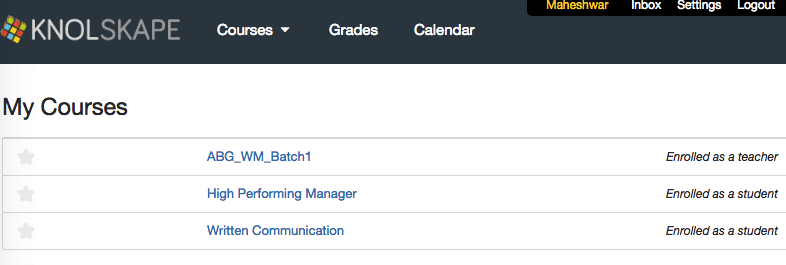 Maheshwar Inbox Settings Logout
KNOLSKAPE Courses Grades Calendar
My Courses
ABG_WM_Batch1 Enrolled as a teacher
High Performing Manager Enrolled as a student
Written Communication Enrolled as a student